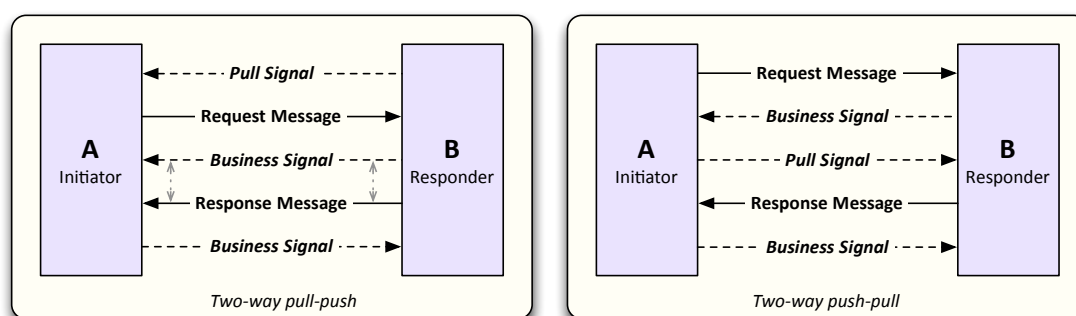 Pull Signal
Request Message
A
Initiator
Business Signal
B
Responder
Response Message
Business Signal
Two-way pull-push
Request Message
Business Signal
A
Initiator
Pull Signal
B
Responder
Response Message
Business Signal
Two-way push-pull